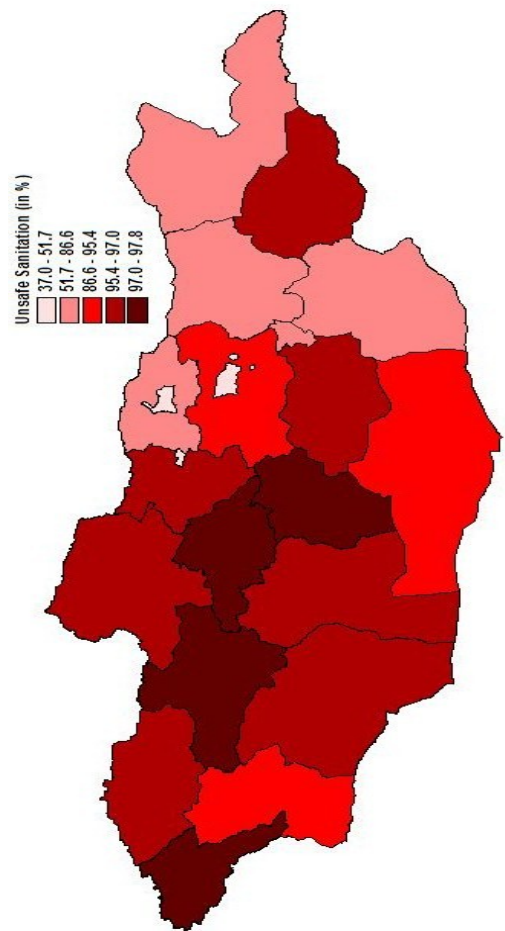 Unsafe Sanitation (in %)
37.0 - 51.7
51.7 - 86.6
86.6 - 95.4
95.4 - 97.0
97.0 - 97.8